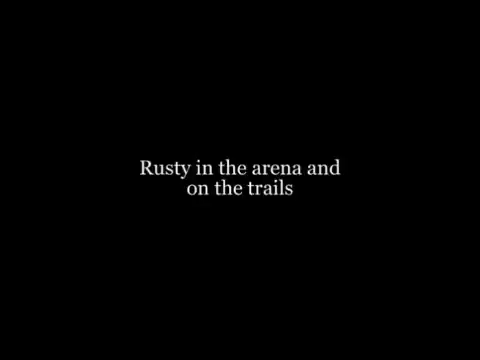 Rusty in the arena and
on the trails